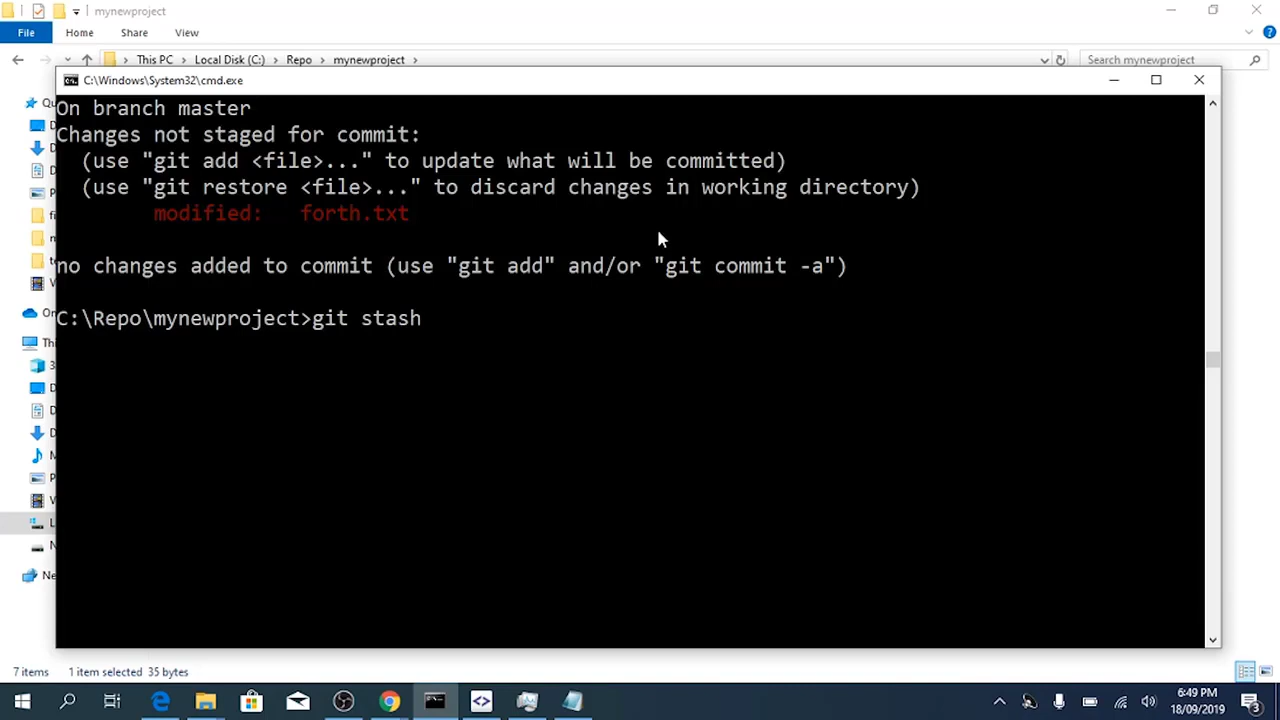 mynewproject
File Home Share View
This PC > Local Disk (C:) > Repo > mynewproject >
Search mynewproject
C:\Windows\System32\cmd.exe
On branch master
Changes not staged for commit:
(use "git add <file>..." to update what will be committed)
(use "git restore <file>..." to discard changes in working directory)
modified: forth.txt
no changes added to commit (use "git add" and/or "git commit -a")
C:\Repo\mynewproject>git stash
7 items 1 item selected 35 bytes
6:49 PM
18/09/2019
3